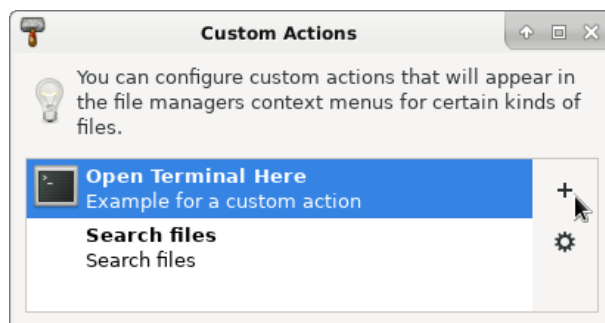 Custom Actions
You can configure custom actions that will appear in
the file managers context menus for certain kinds of
files.
Open Terminal Here
Example for a custom action
Search files
Search files